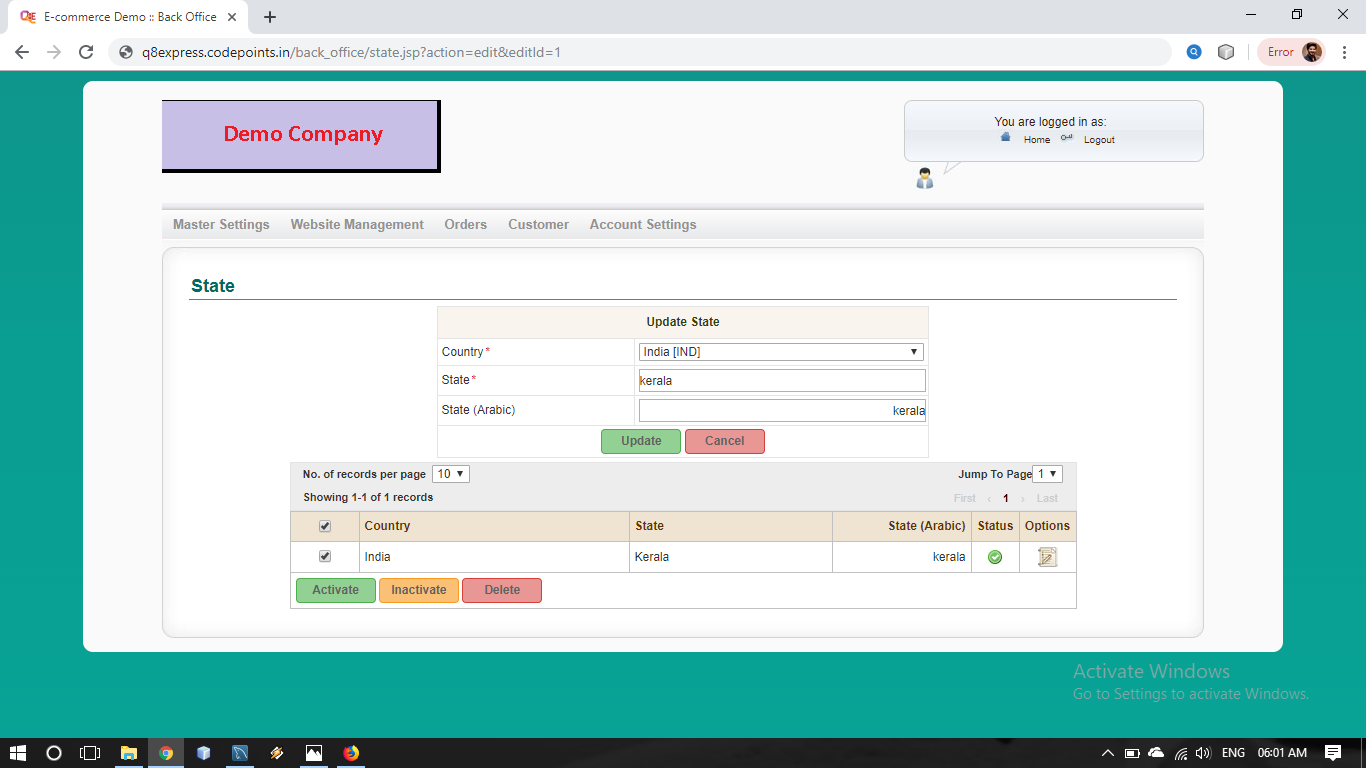 E-commerce Demo :: Back Office
q8express.codepoints.in/back_office/state.jsp?action=edit&editId=1
Error
Demo Company
You are logged in as:
Home Logout
Master Settings Website Management Orders Customer Account Settings
State
Update State
Country* India [IND]
State* kerala
State (Arabic) kerala
Update Cancel
No. of records per page 10 Jump To Page 1
Showing 1-1 of 1 records First ‹ 1 › Last
Country State State (Arabic) Status Options
India Kerala kerala
Activate Inactivate Delete
Activate Windows
Go to Settings to activate Windows.
ENG 06:01 AM